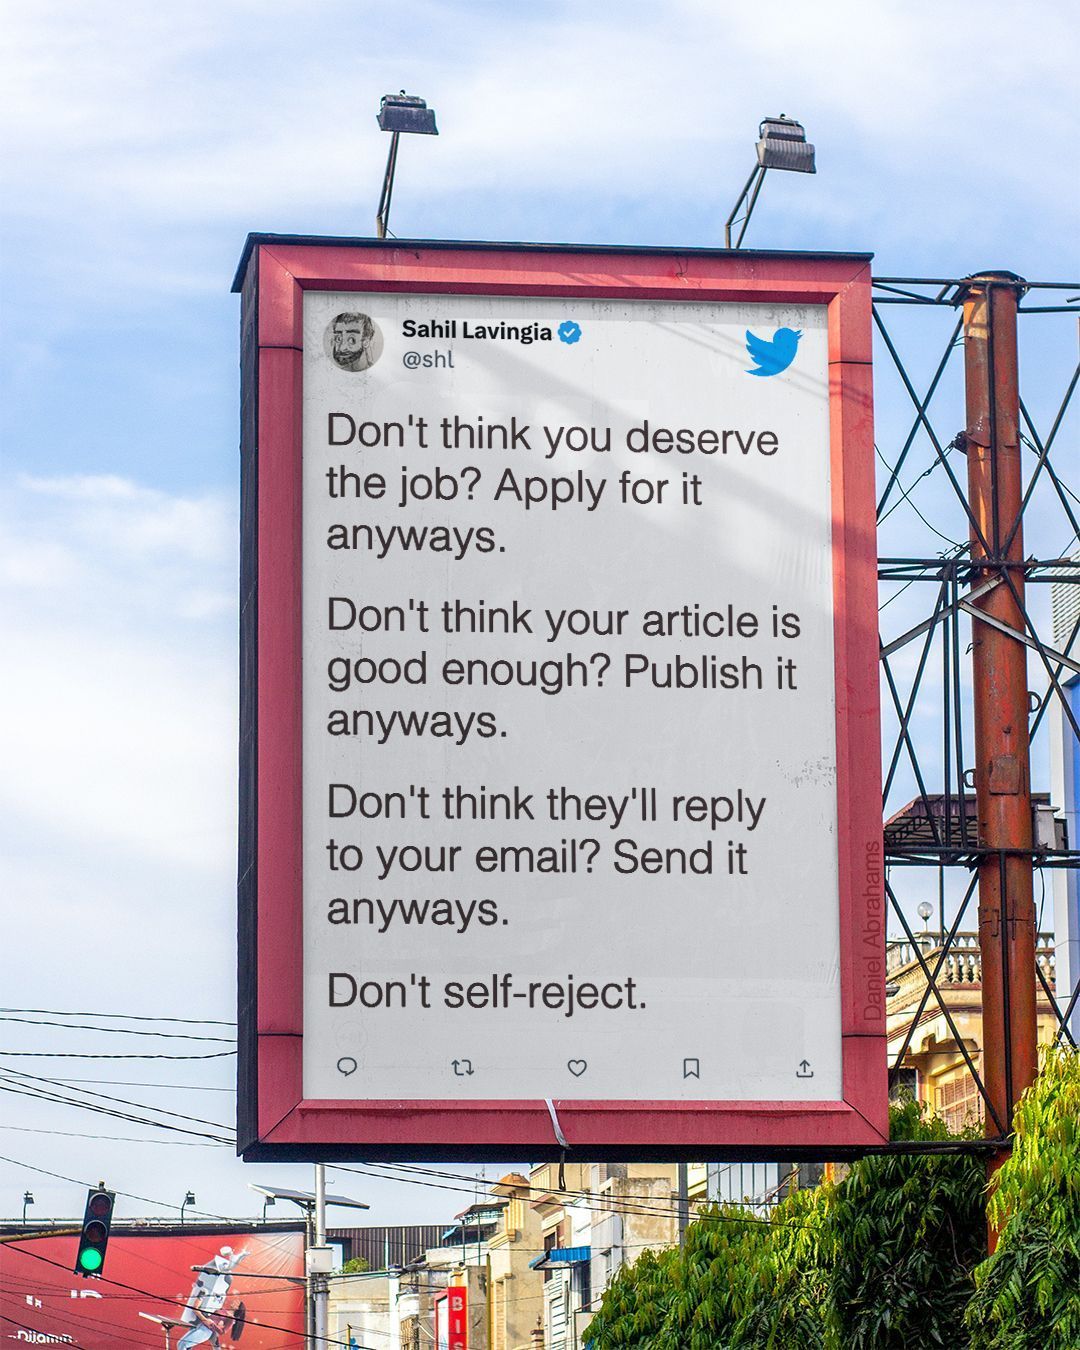 Sahil Lavingia
@shl
Don't think you deserve
the job? Apply for it
anyways.
Don't think your article is
good enough? Publish it
anyways.
Don't think they'll reply
to your email? Send it
anyways.
Don't self-reject.
Daniel Abrahams